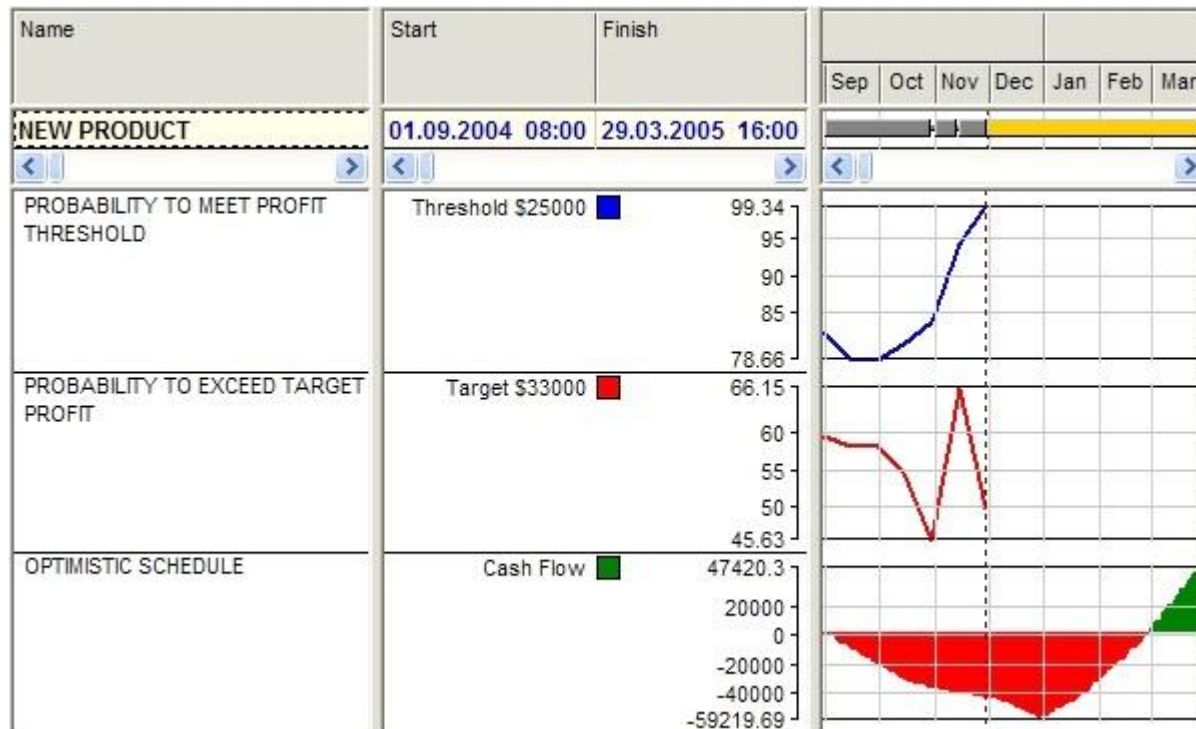 Name
Start
Finish
Sep Oct Nov Dec Jan Feb Mar
NEW PRODUCT
01.09.2004 08:00
29.03.2005 16:00
PROBABILITY TO MEET PROFIT
THRESHOLD
Threshold $25000
99.34
95
90
85
78.66
PROBABILITY TO EXCEED TARGET
PROFIT
Target $33000
66.15
60
55
50
45.63
OPTIMISTIC SCHEDULE
Cash Flow
47420.3
20000
0
-20000
-40000
-59219.69